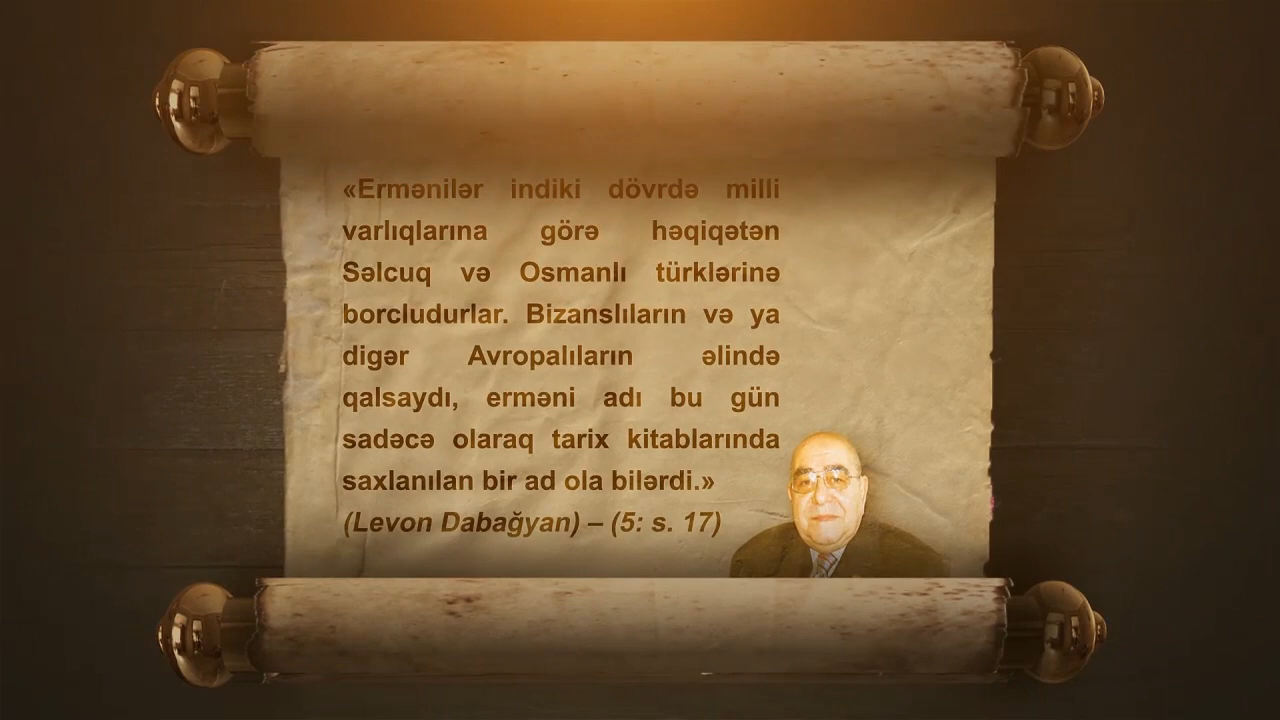 «Ermənilər indiki dövrdə milli
varlıqlarına görə həqiqətən
Səlcuq və Osmanlı türklərinə
borcludurlar. Bizanslıların və ya
digər Avropalıların əlində
qalsaydı, erməni adı bu gün
sadəcə olaraq tarix kitablarında
saxlanılan bir ad ola bilərdi.»
(Levon Dabağyan) – (5: s. 17)